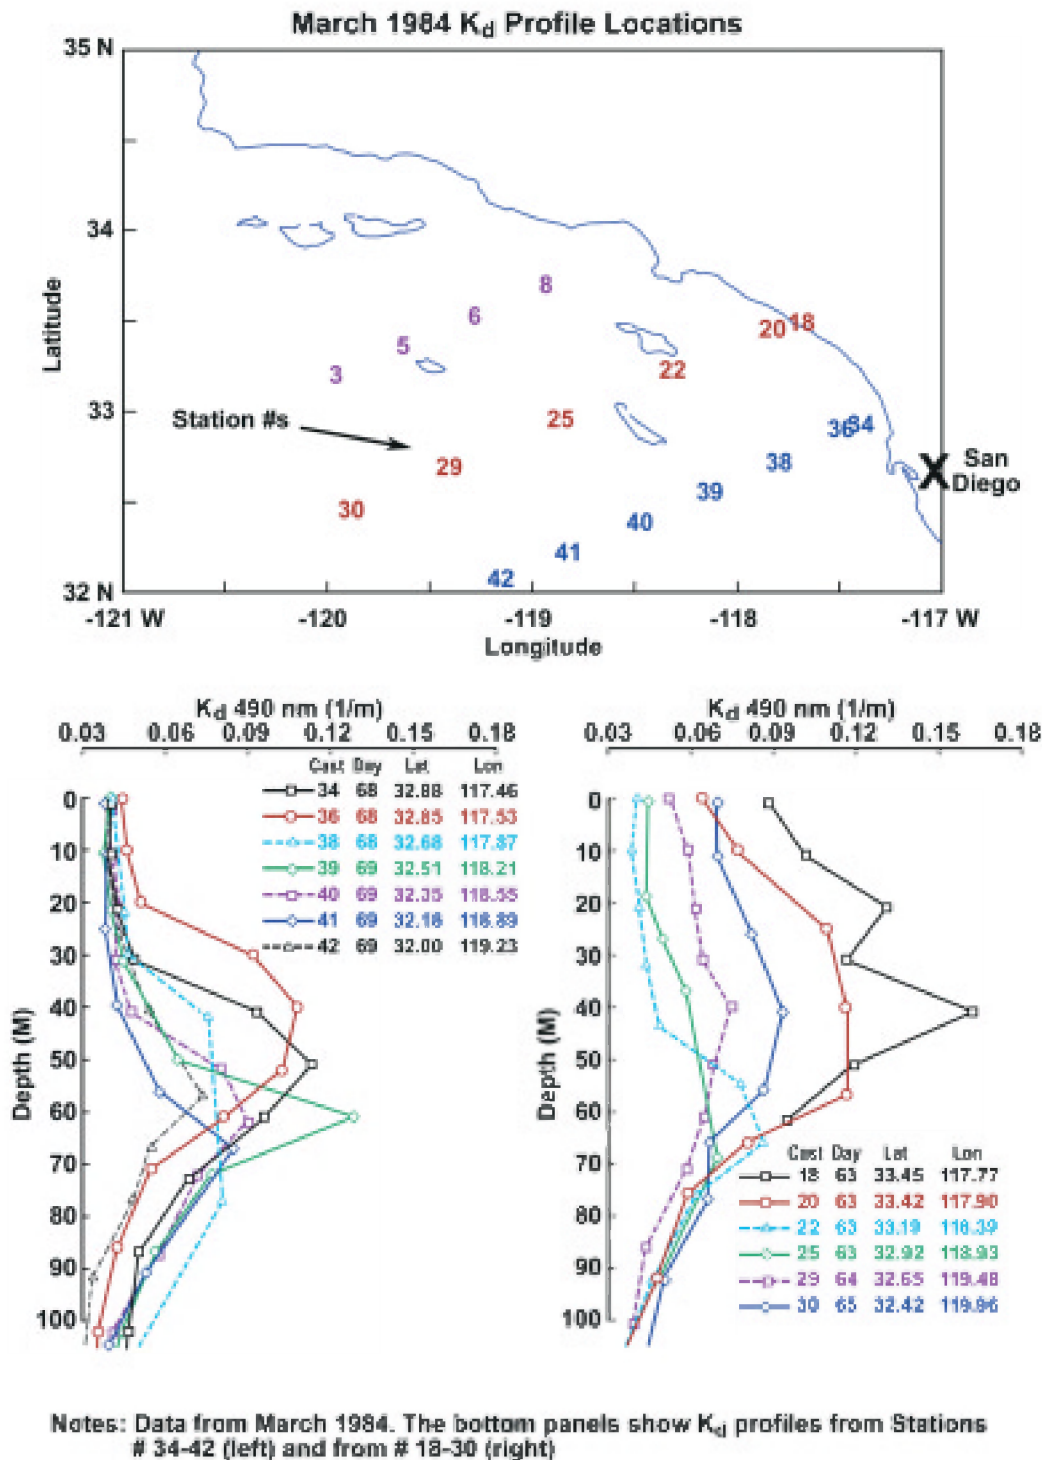 March 1984 Kd Profile Locations
35 N
34
33
32 N
Latitude
8
6
5
3
20 18
22
25
Station #s
29
30
36 34
38
39
40
41
42
San
Diego
-121 W -120 -119 -118 -117 W
Longitude
Kd 490 nm (1/m)
0.03 0.06 0.09 0.12 0.15 0.18
Cast Day Lat Lon
34 68 32.88 117.46
36 68 32.85 117.53
38 68 32.68 117.87
39 69 32.51 118.21
40 69 32.35 118.55
41 69 32.18 118.89
42 69 32.00 119.23
0
10
20
30
40
50
60
70
80
90
100
Depth (M)
Kd 490 nm (1/m)
0.03 0.06 0.09 0.12 0.15 0.18
0
10
20
30
40
50
60
70
80
90
100
Depth (M)
Cast Day Lat Lon
18 63 33.45 117.77
20 63 33.42 117.90
22 63 33.19 118.39
25 63 32.92 118.93
29 64 32.65 119.48
30 65 32.42 119.96
Notes: Data from March 1984. The bottom panels show Kd profiles from Stations
# 34-42 (left) and from # 18-30 (right)